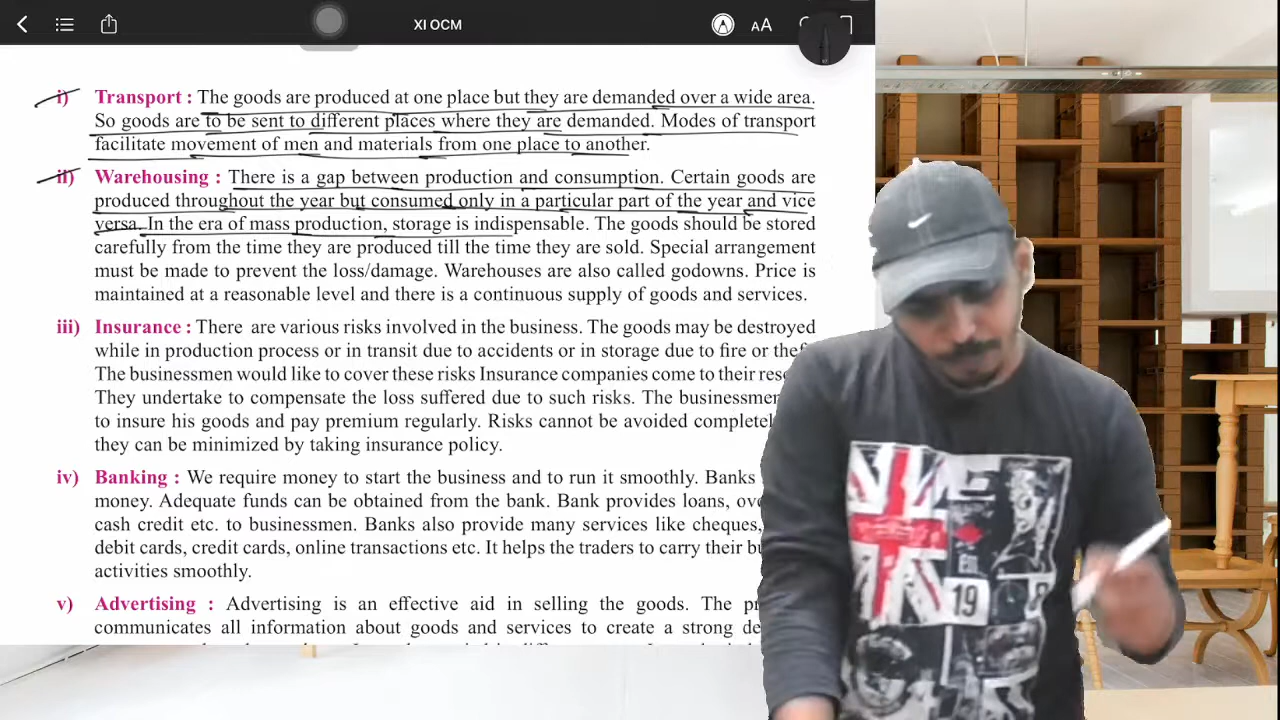 XI OCM
AA
i) Transport : The goods are produced at one place but they are demanded over a wide area.
So goods are to be sent to different places where they are demanded. Modes of transport
facilitate movement of men and materials from one place to another.
ii) Warehousing : There is a gap between production and consumption. Certain goods are
produced throughout the year but consumed only in a particular part of the year and vice
versa. In the era of mass production, storage is indispensable. The goods should be stored
carefully from the time they are produced till the time they are sold. Special arrangement
must be made to prevent the loss/damage. Warehouses are also called godowns. Price is
maintained at a reasonable level and there is a continuous supply of goods and services.
iii) Insurance : There are various risks involved in the business. The goods may be destroyed
while in production process or in transit due to accidents or in storage due to fire or
The businessmen would like to cover these risks Insurance companies come to their
They undertake to compensate the loss suffered due to such risks. The businessmen
to insure his goods and pay premium regularly. Risks cannot be avoided
they can be minimized by taking insurance policy.
iv) Banking : We require money to start the business and to run it smoothly. Banks
money. Adequate funds can be obtained from the bank. Bank provides loans,
cash credit etc. to businessmen. Banks also provide many services like cheques,
debit cards, credit cards, online transactions etc. It helps the traders to carry their
activities smoothly.
v) Advertising : Advertising is an effective aid in selling the goods. The
communicates all information about goods and services to create a strong
19